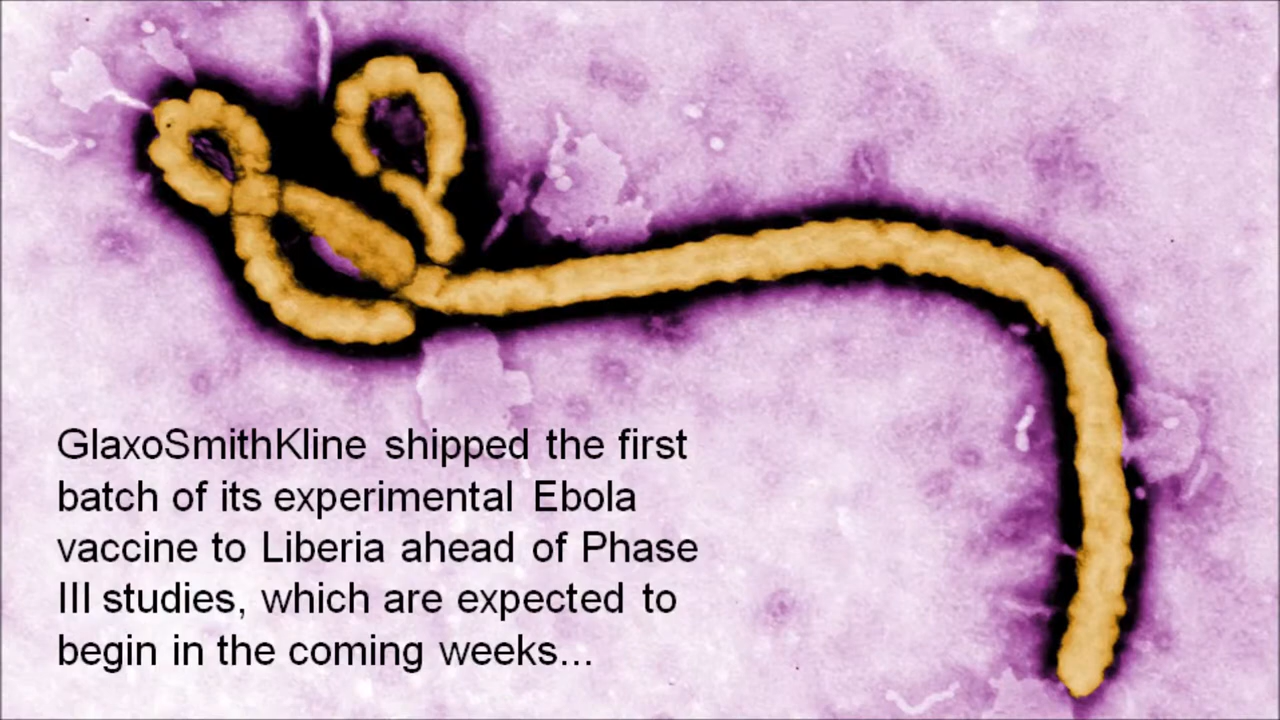 GlaxoSmithKline shipped the first
batch of its experimental Ebola
vaccine to Liberia ahead of Phase
III studies, which are expected to
begin in the coming weeks...